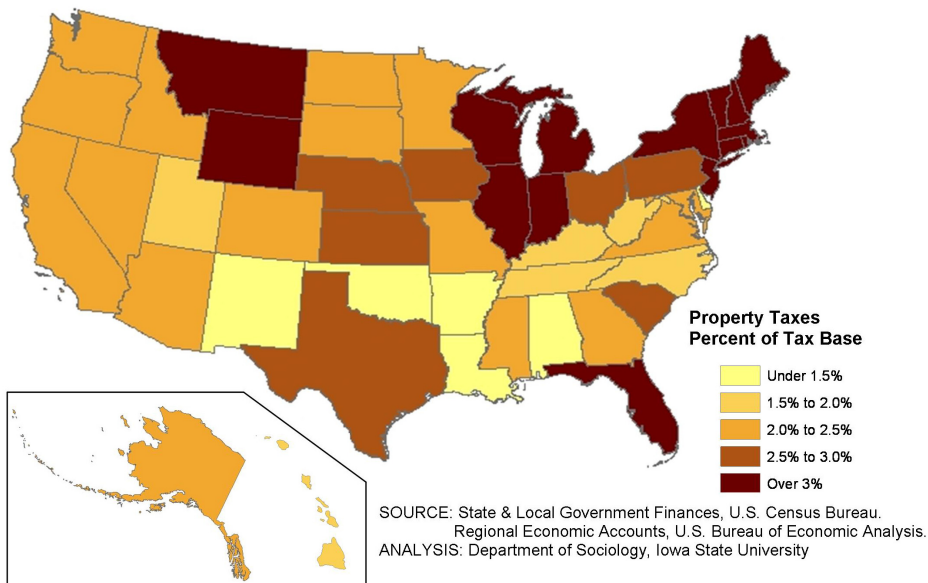 Property Taxes
Percent of Tax Base
Under 1.5%
1.5% to 2.0%
2.0% to 2.5%
2.5% to 3.0%
Over 3%
SOURCE: State & Local Government Finances, U.S. Census Bureau.
Regional Economic Accounts, U.S. Bureau of Economic Analysis.
ANALYSIS: Department of Sociology, Iowa State University